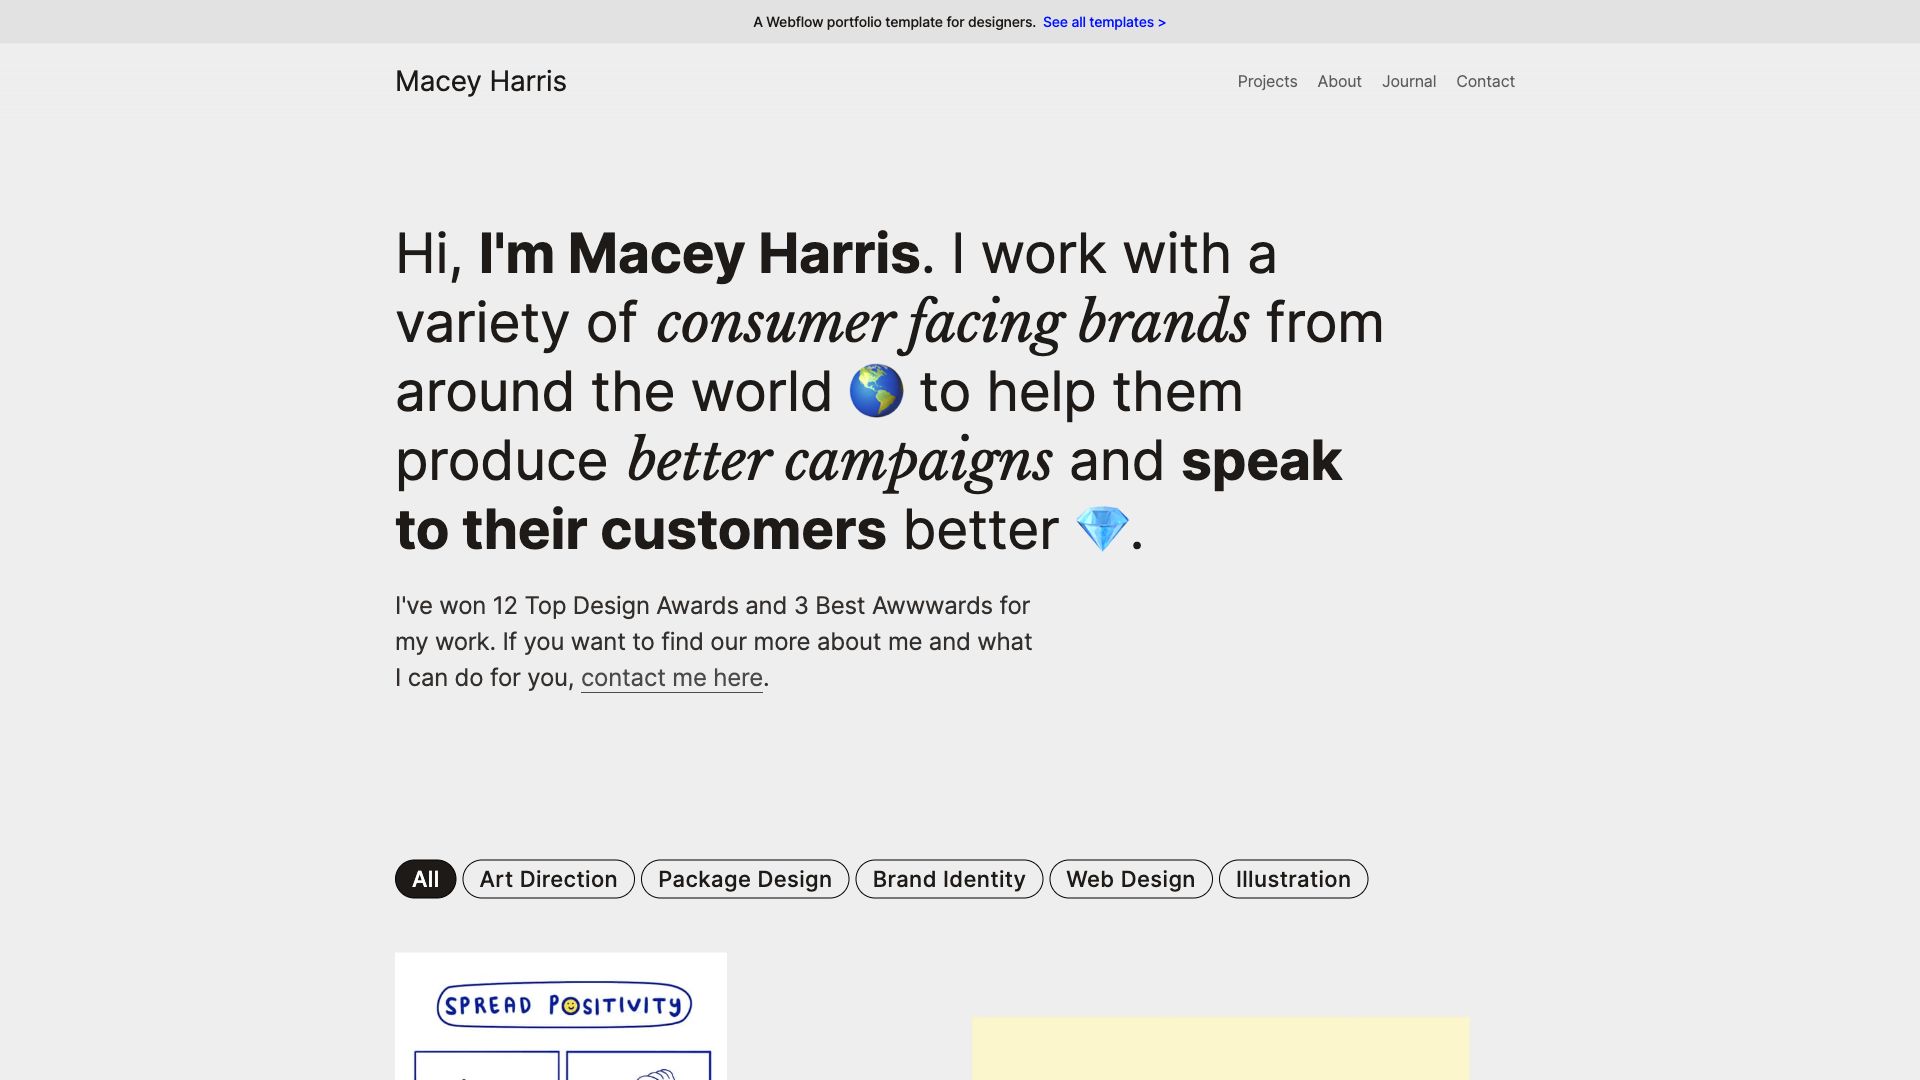 A Webflow portfolio template for designers. See all templates >
Macey Harris
Projects About Journal Contact
Hi, I'm Macey Harris. I work with a
variety of consumer facing brands from
around the world 🌎 to help them
produce better campaigns and speak
to their customers better 💎.
I've won 12 Top Design Awards and 3 Best Awwwards for
my work. If you want to find our more about me and what
I can do for you, contact me here.
All Art Direction Package Design Brand Identity Web Design Illustration
SPREAD POSITIVITY